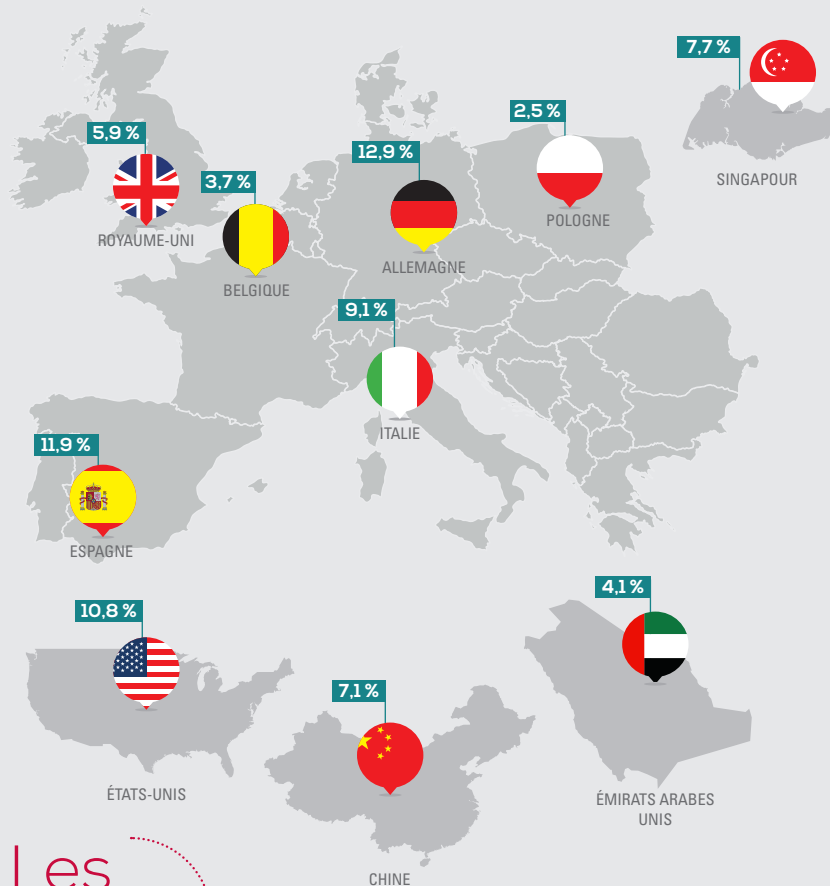 7,7 %
SINGAPOUR
2,5 %
POLOGNE
5,9 %
ROYAUME-UNI
3,7 %
BELGIQUE
12,9 %
ALLEMAGNE
9,1 %
ITALIE
11,9 %
ESPAGNE
10,8 %
ÉTATS-UNIS
7,1 %
CHINE
4,1 %
ÉMIRATS ARABES
UNIS
Les